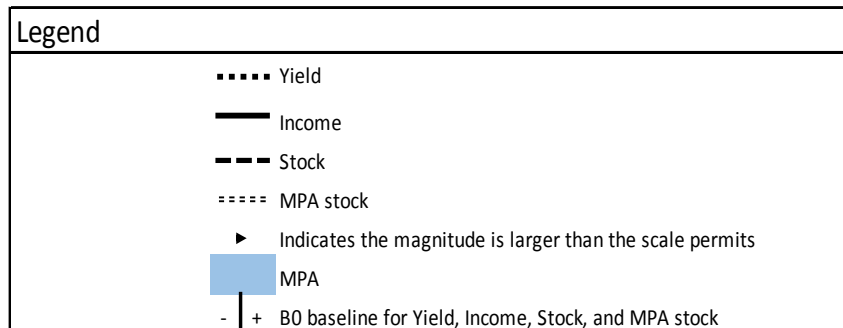 Legend
Yield
Income
Stock
MPA stock
Indicates the magnitude is larger than the scale permits
MPA
- + B0 baseline for Yield, Income, Stock, and MPA stock